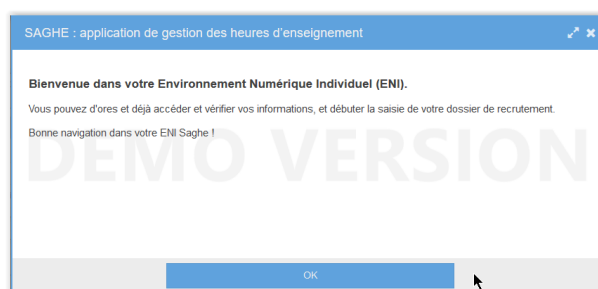 SAGHE : application de gestion des heures d'enseignement
Bienvenue dans votre Environnement Numérique Individuel (ENI).
Vous pouvez d'ores et déjà accéder et vérifier vos informations, et débuter la saisie de votre dossier de recrutement.
Bonne navigation dans votre ENI Saghe !
DEMO VERSION
OK